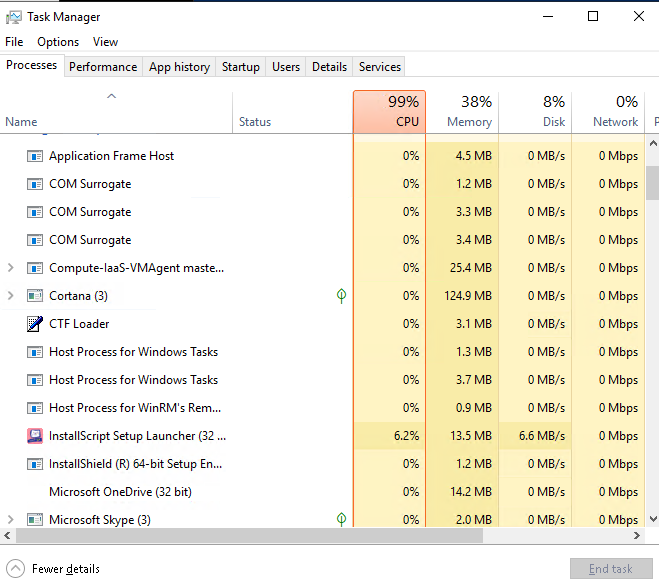 Task Manager
File Options View
Processes Performance App history Startup Users Details Services
99% 38% 8% 0%
Name Status CPU Memory Disk Network
Application Frame Host 0% 4.5 MB 0 MB/s 0 Mbps
COM Surrogate 0% 1.2 MB 0 MB/s 0 Mbps
COM Surrogate 0% 3.3 MB 0 MB/s 0 Mbps
COM Surrogate 0% 3.4 MB 0 MB/s 0 Mbps
Compute-IaaS-VMAgent maste... 0% 25.4 MB 0 MB/s 0 Mbps
Cortana (3) 0% 124.9 MB 0 MB/s 0 Mbps
CTF Loader 0% 3.1 MB 0 MB/s 0 Mbps
Host Process for Windows Tasks 0% 1.3 MB 0 MB/s 0 Mbps
Host Process for Windows Tasks 0% 3.7 MB 0 MB/s 0 Mbps
Host Process for WinRM's Rem... 0% 0.9 MB 0 MB/s 0 Mbps
InstallScript Setup Launcher (32 ... 6.2% 13.5 MB 6.6 MB/s 0 Mbps
InstallShield (R) 64-bit Setup En... 0% 1.2 MB 0 MB/s 0 Mbps
Microsoft OneDrive (32 bit) 0% 14.2 MB 0 MB/s 0 Mbps
Microsoft Skype (3) 0% 2.0 MB 0 MB/s 0 Mbps
Fewer details End task